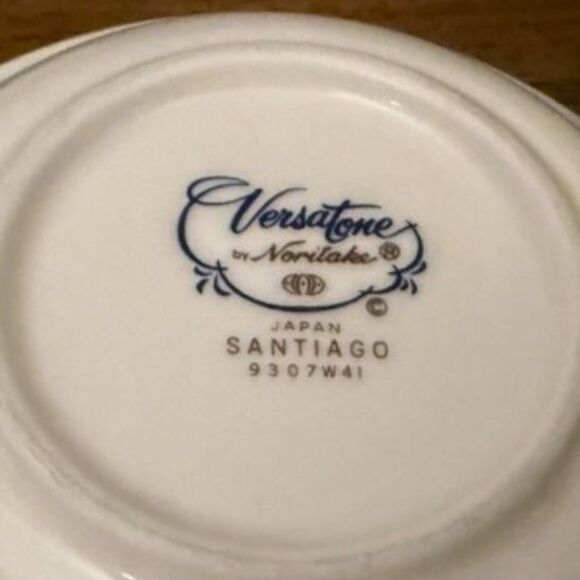 Versatone
BY Noritake ®
©
JAPAN
SANTIAGO
9307W41